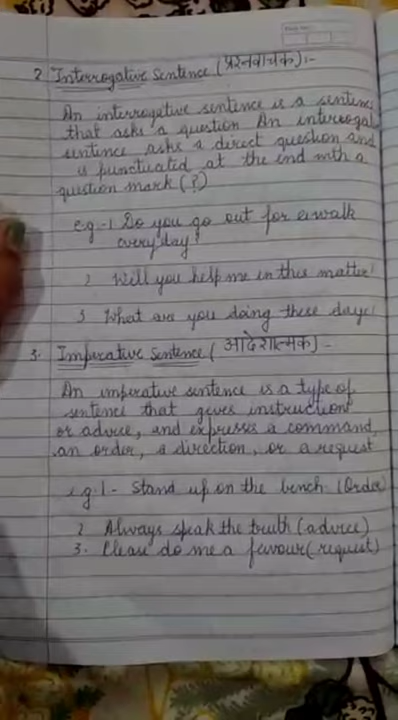 2 Interrogative Sentence (प्रश्नवाचक) :-
An interrogative sentence is a sentenc
that asks a question An interrogat
sentence asks a direct question and
is punctuated at the end with a
question mark (?)
e.g-1 Do you go out for a walk
everyday?
2 Will you help me in this matter?
3 What are you doing these days?
3. Imperative Sentence ( आदेशात्मक) -
An imperative sentence is a type of
sentence that gives instruction
or advice, and expresses a command,
an order, a direction, or a request
e.g. 1- Stand up on the bench. (Order)
2 Always speak the truth (advice)
3. Please do me a favour (request)